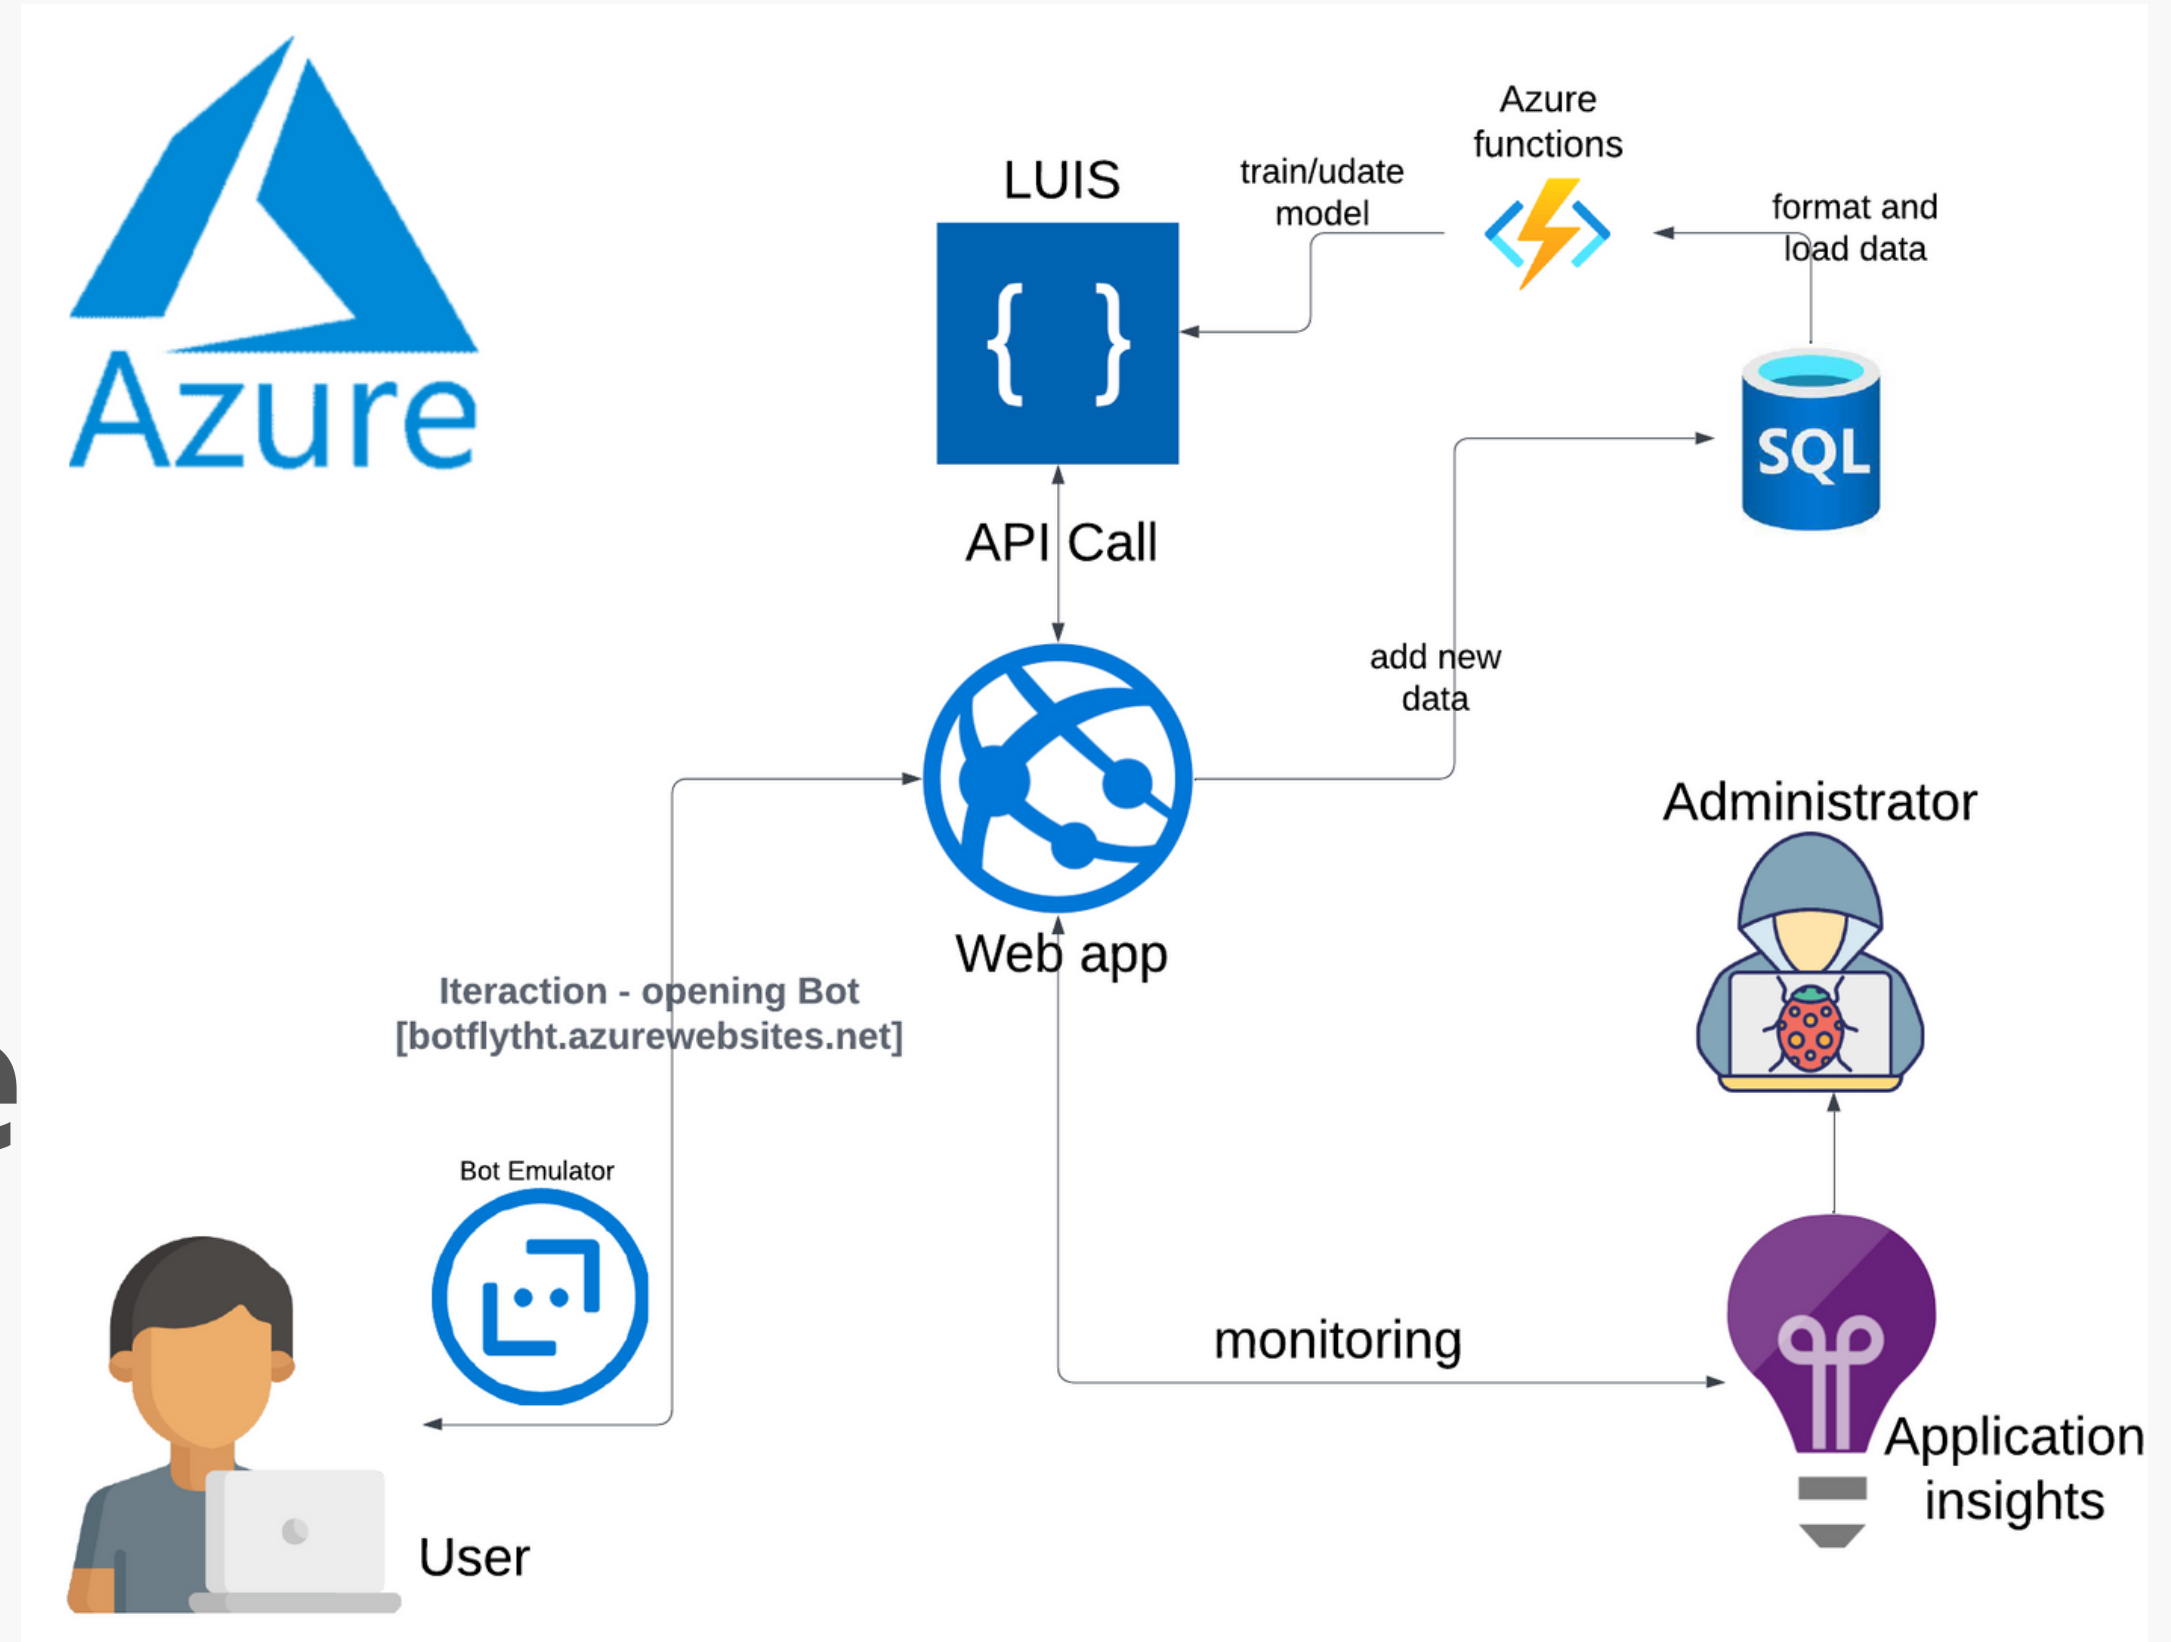 Azure
Azure
functions
LUIS
train/udate
model
format and
load data
{ }
SQL
API Call
add new
data
Administrator
Web app
Iteraction - opening Bot
[botflytht.azurewebsites.net]
Bot Emulator
monitoring
Application
insights
User
e